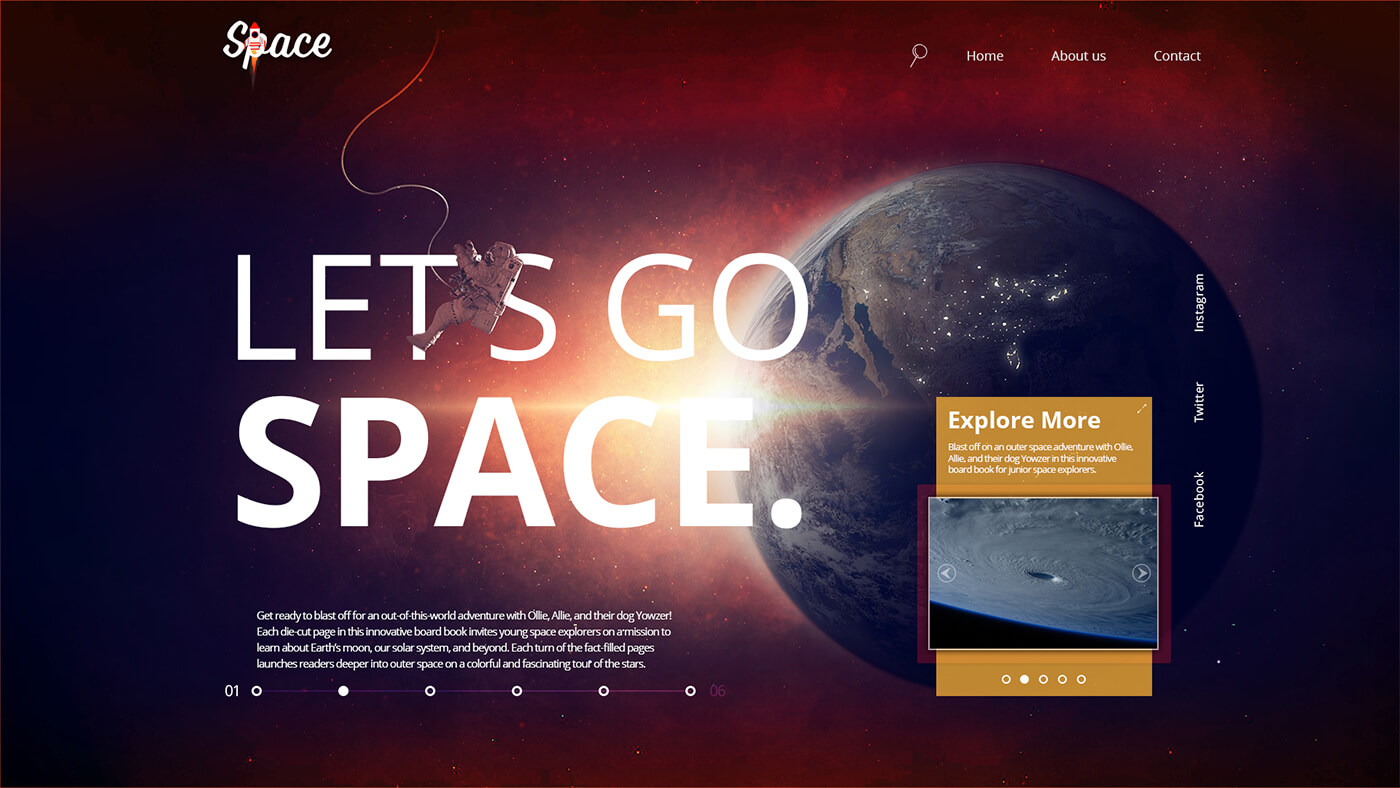 Space
Home
About us
Contact
LET'S GO
SPACE.
Instagram
Twitter
Facebook
Explore More
Blast off on an outer space adventure with Ollie,
Allie, and their dog Yowzer in this innovative
board book for junior space explorers.
Get ready to blast off for an out-of-this-world adventure with Ollie, Allie, and their dog Yowzer!
Each die-cut page in this innovative board book invites young space explorers on a mission to
learn about Earth's moon, our solar system, and beyond. Each turn of the fact-filled pages
launches readers deeper into outer space on a colorful and fascinating tour of the stars.
01
06